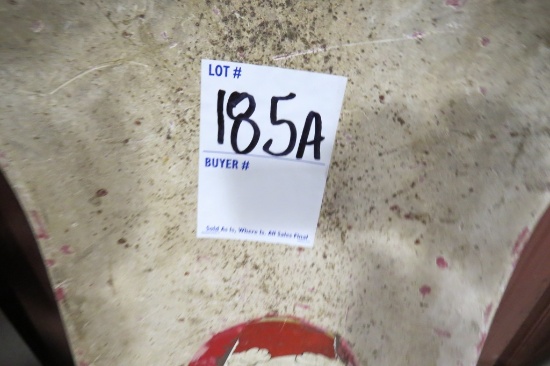 LOT #
185A
BUYER #
Sold As Is, Where Is. All Sales Final